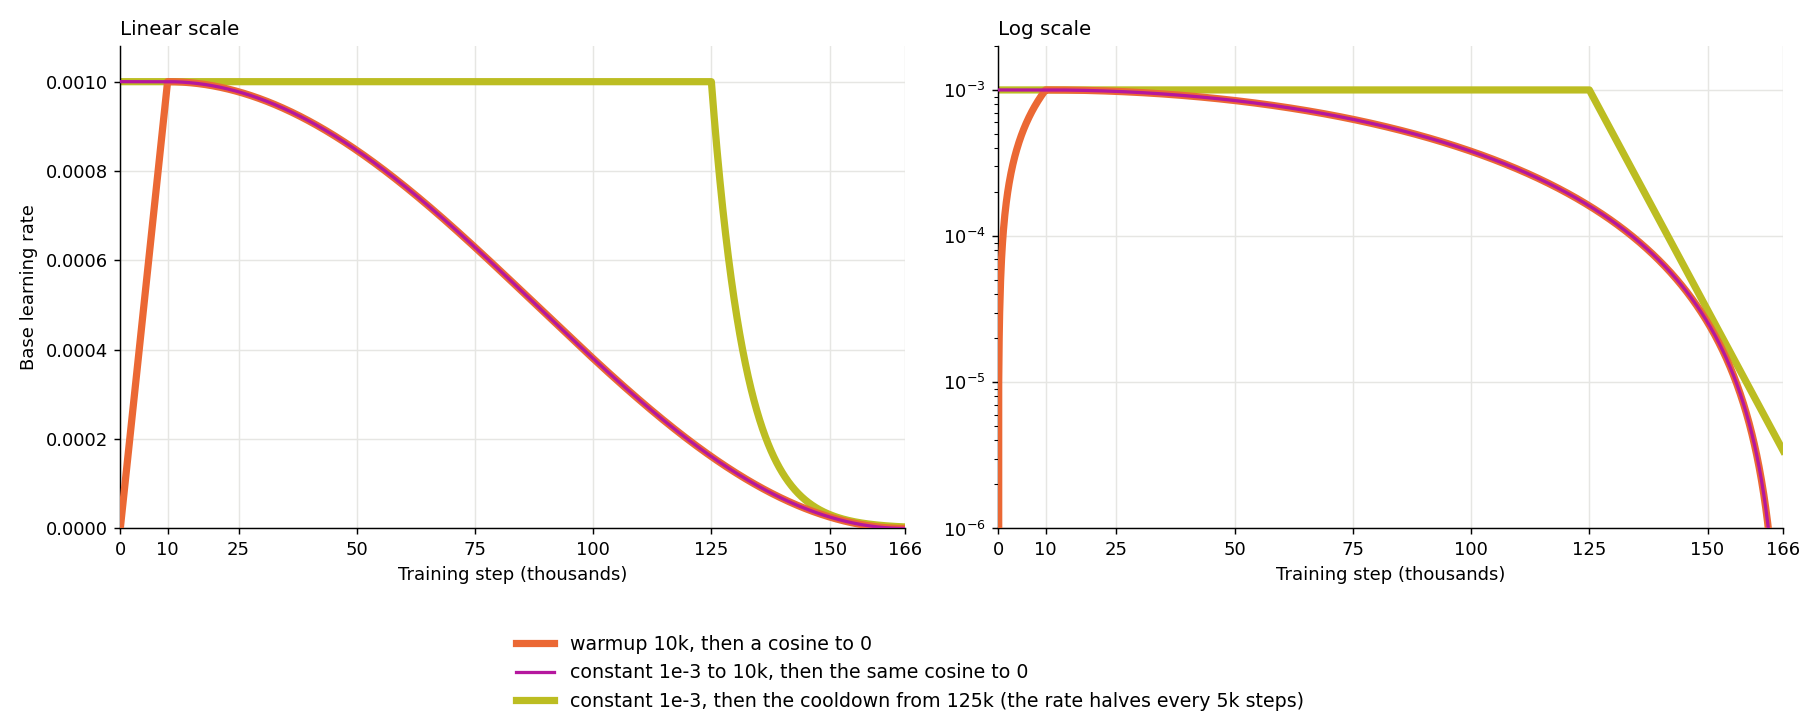 Linear scale
Base learning rate
0.0010
0.0008
0.0006
0.0004
0.0002
0.0000
0 10 25 50 75 100 125 150 166
Training step (thousands)
Log scale
10⁻³
10⁻⁴
10⁻⁵
10⁻⁶
0 10 25 50 75 100 125 150 166
Training step (thousands)
warmup 10k, then a cosine to 0
constant 1e-3 to 10k, then the same cosine to 0
constant 1e-3, then the cooldown from 125k (the rate halves every 5k steps)